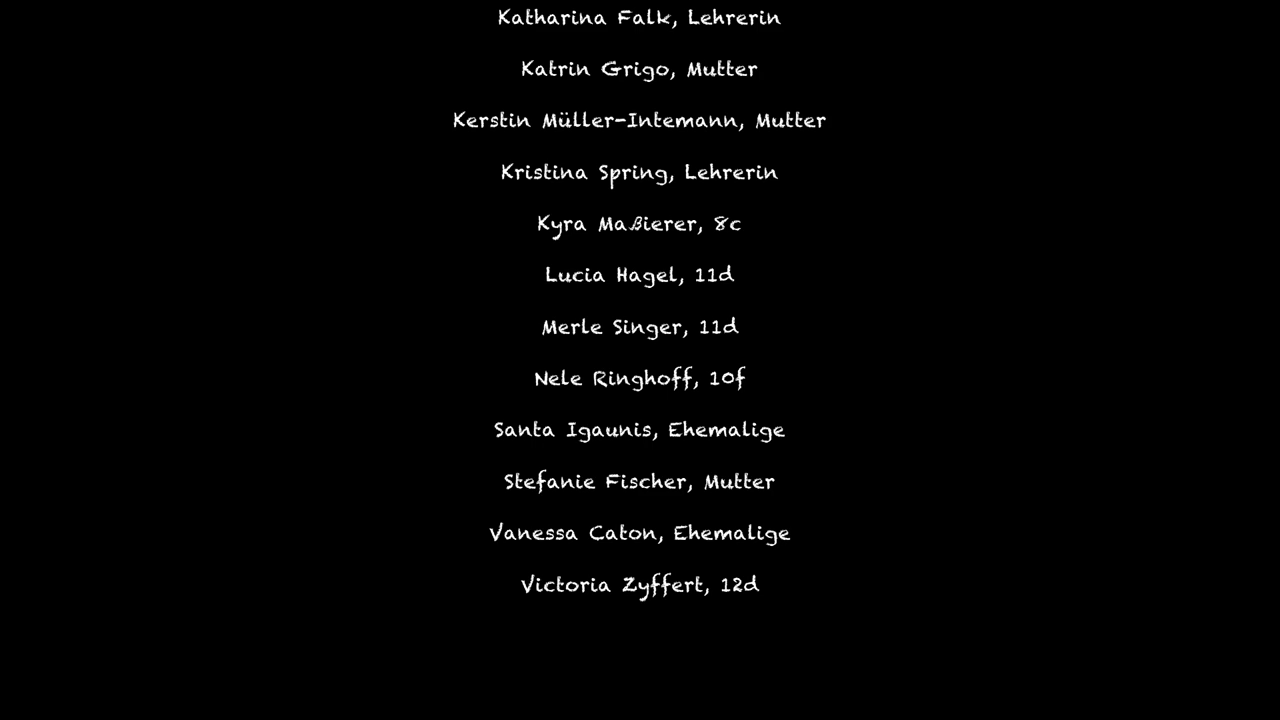 Katharina Falk, Lehrerin
Katrin Grigo, Mutter
Kerstin Müller-Intemann, Mutter
Kristina Spring, Lehrerin
Kyra Maßierer, 8c
Lucia Hagel, 11d
Merle Singer, 11d
Nele Ringhoff, 10f
Santa Igaunis, Ehemalige
Stefanie Fischer, Mutter
Vanessa Caton, Ehemalige
Victoria Zyffert, 12d